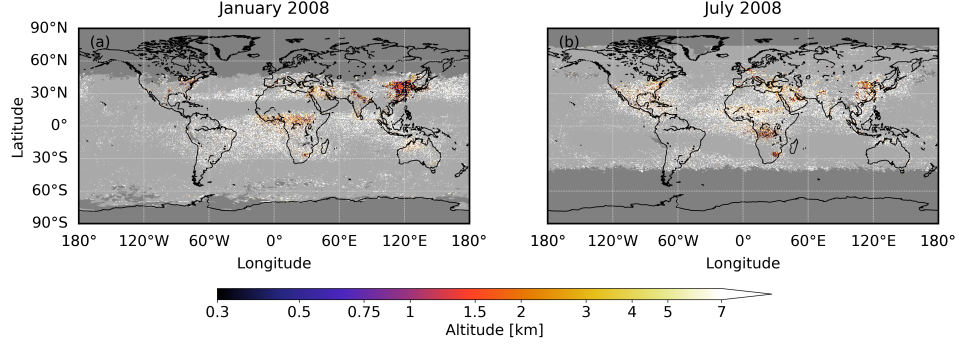 January 2008
July 2008
90°N
60°N
30°N
0°
30°S
60°S
90°S
Latitude
(a)
(b)
180° 120°W 60°W 0° 60°E 120°E 180°
180° 120°W 60°W 0° 60°E 120°E 180°
Longitude
Longitude
0.3 0.5 0.75 1 1.5 2 3 4 5 7
Altitude [km]